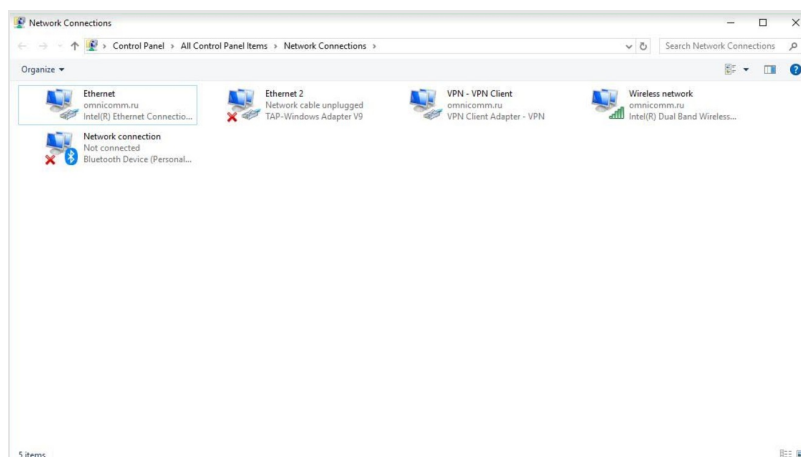 Network Connections
Control Panel > All Control Panel Items > Network Connections >
Search Network Connections
Organize
Ethernet
omnicomm.ru
Intel(R) Ethernet Connectio...
Ethernet 2
Network cable unplugged
TAP-Windows Adapter V9
VPN - VPN Client
omnicomm.ru
VPN Client Adapter - VPN
Wireless network
omnicomm.ru
Intel(R) Dual Band Wireless...
Network connection
Not connected
Bluetooth Device (Personal...
5 items